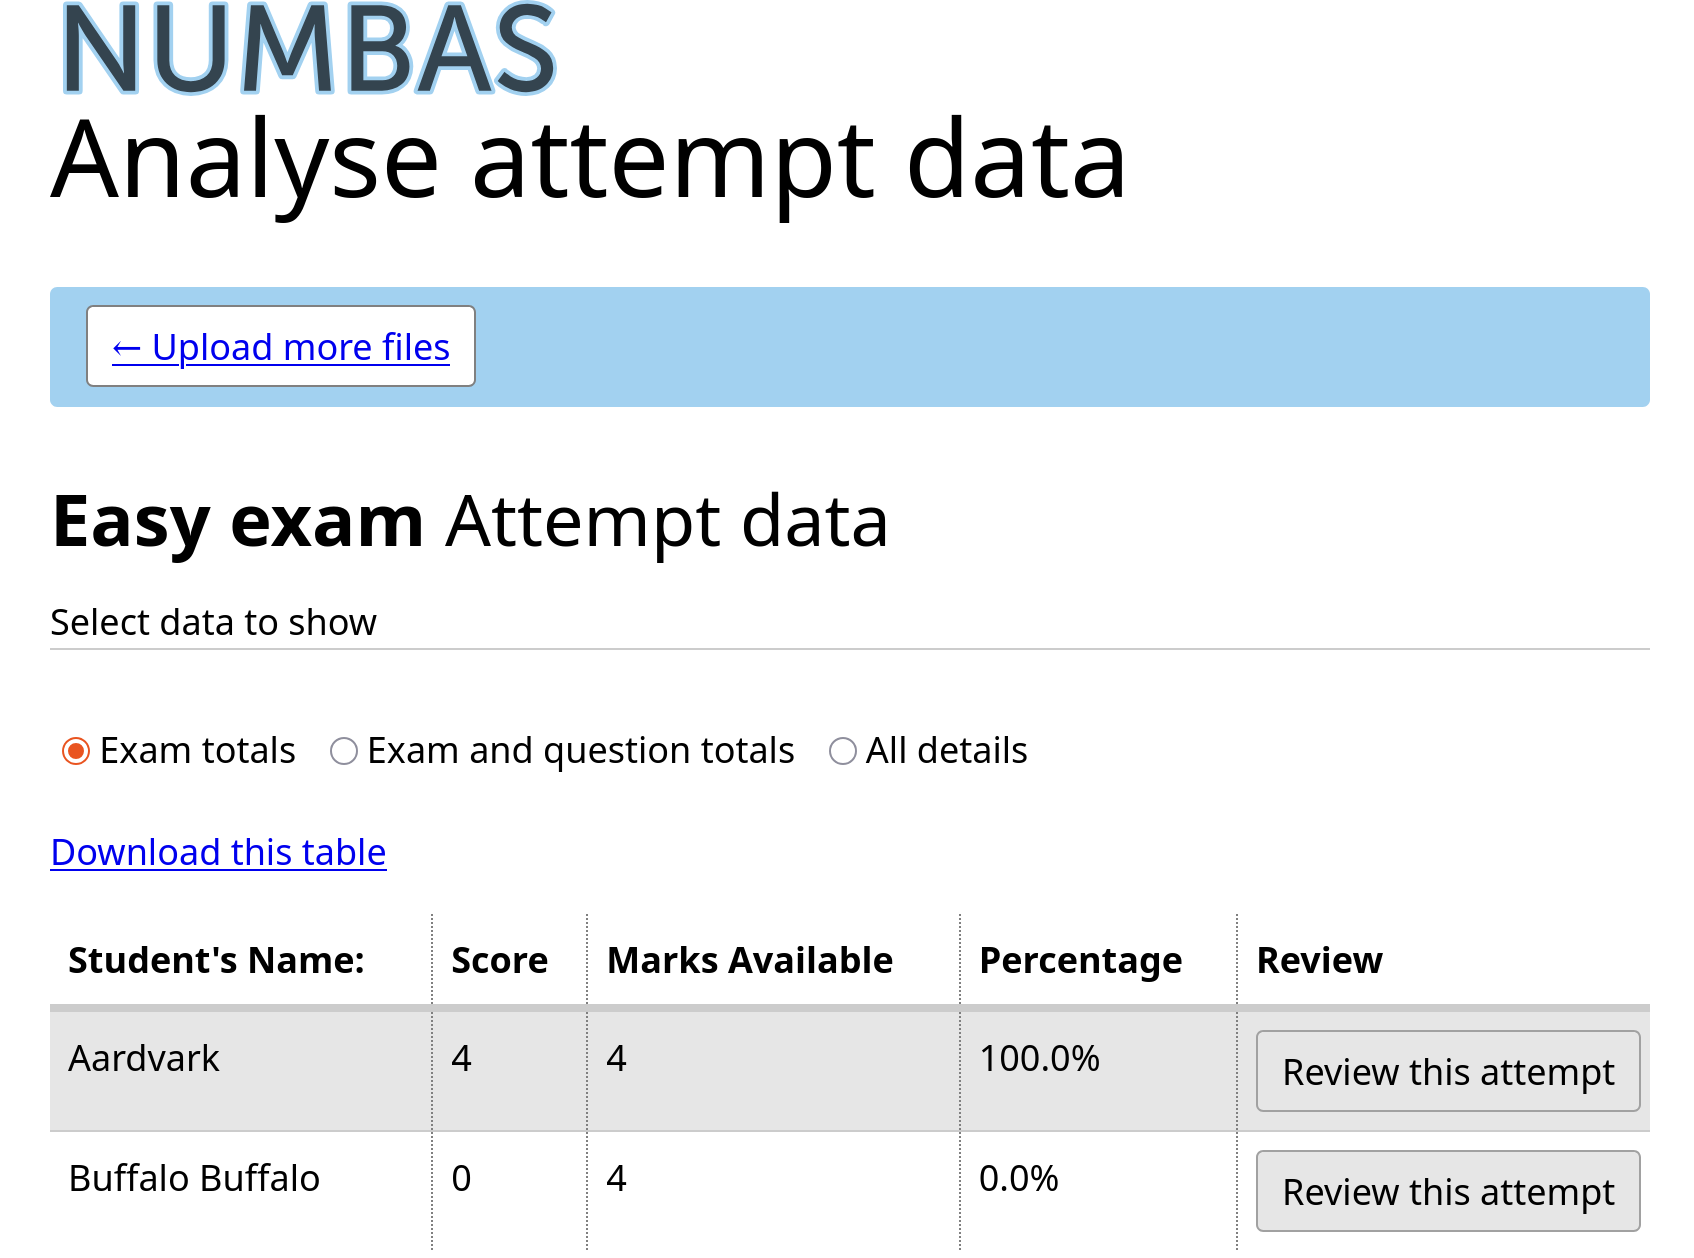 NUMBAS
Analyse attempt data
← Upload more files
Easy exam Attempt data
Select data to show
Exam totals Exam and question totals All details
Download this table
Student's Name: Score Marks Available Percentage Review
Aardvark 4 4 100.0% Review this attempt
Buffalo Buffalo 0 4 0.0% Review this attempt